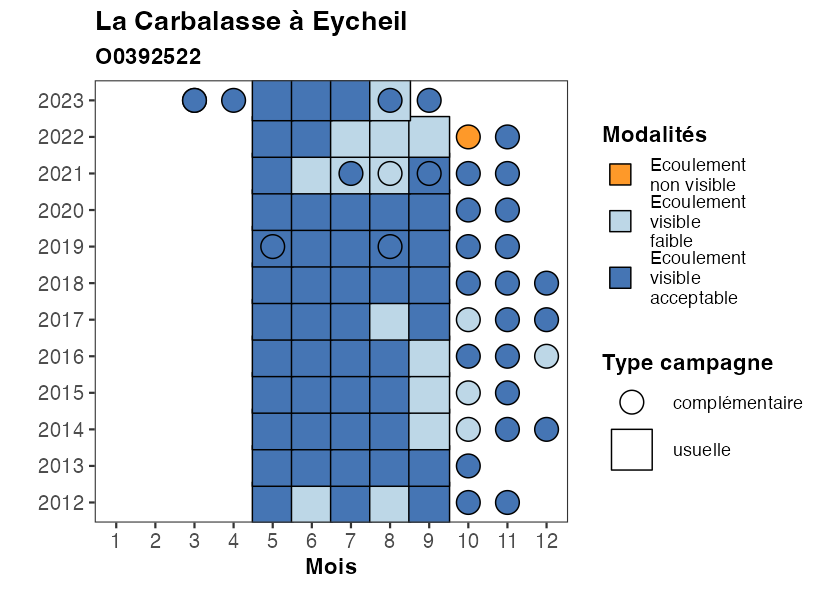 La Carbalasse à Eycheil
O0392522
2023
2022
2021
2020
2019
2018
2017
2016
2015
2014
2013
2012
1 2 3 4 5 6 7 8 9 10 11 12
Mois
Modalités
Ecoulement
non visible
Ecoulement
visible
faible
Ecoulement
visible
acceptable
Type campagne
complémentaire
usuelle